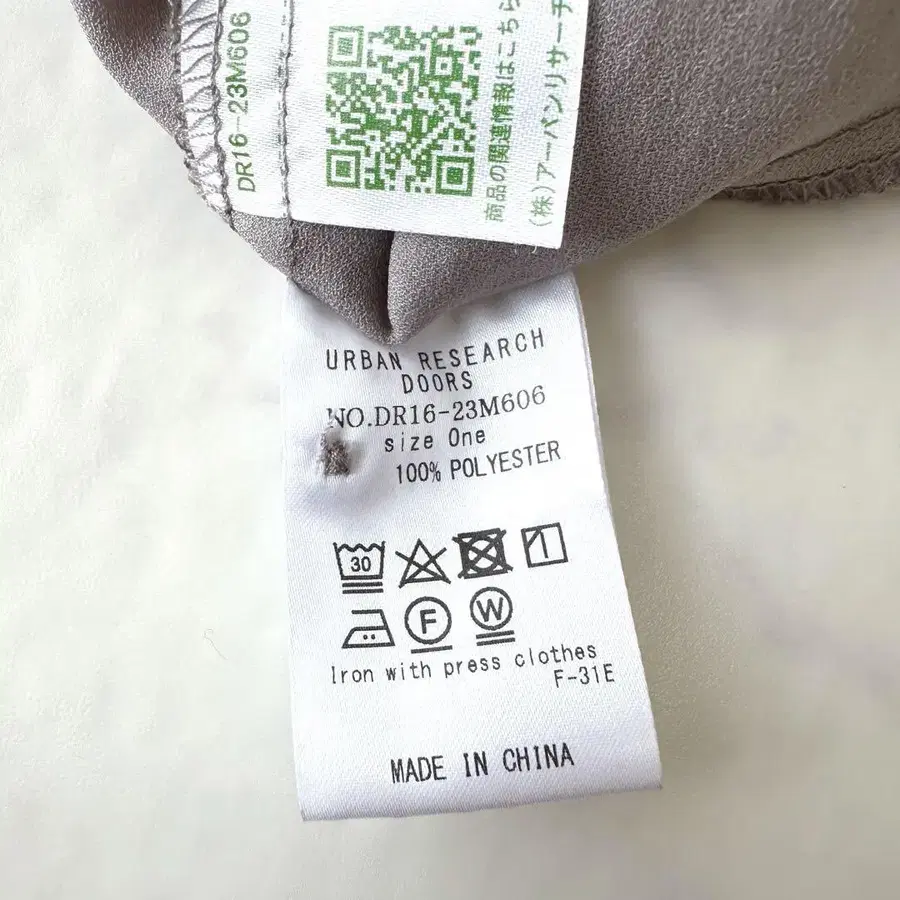 DR16-23M606
商品の関連情報はこちら
(株)アーバンリサーチ
URBAN RESEARCH
DOORS
NO.DR16-23M606
size One
100% POLYESTER
30
F
W
Iron with press clothes
F-31E
MADE IN CHINA